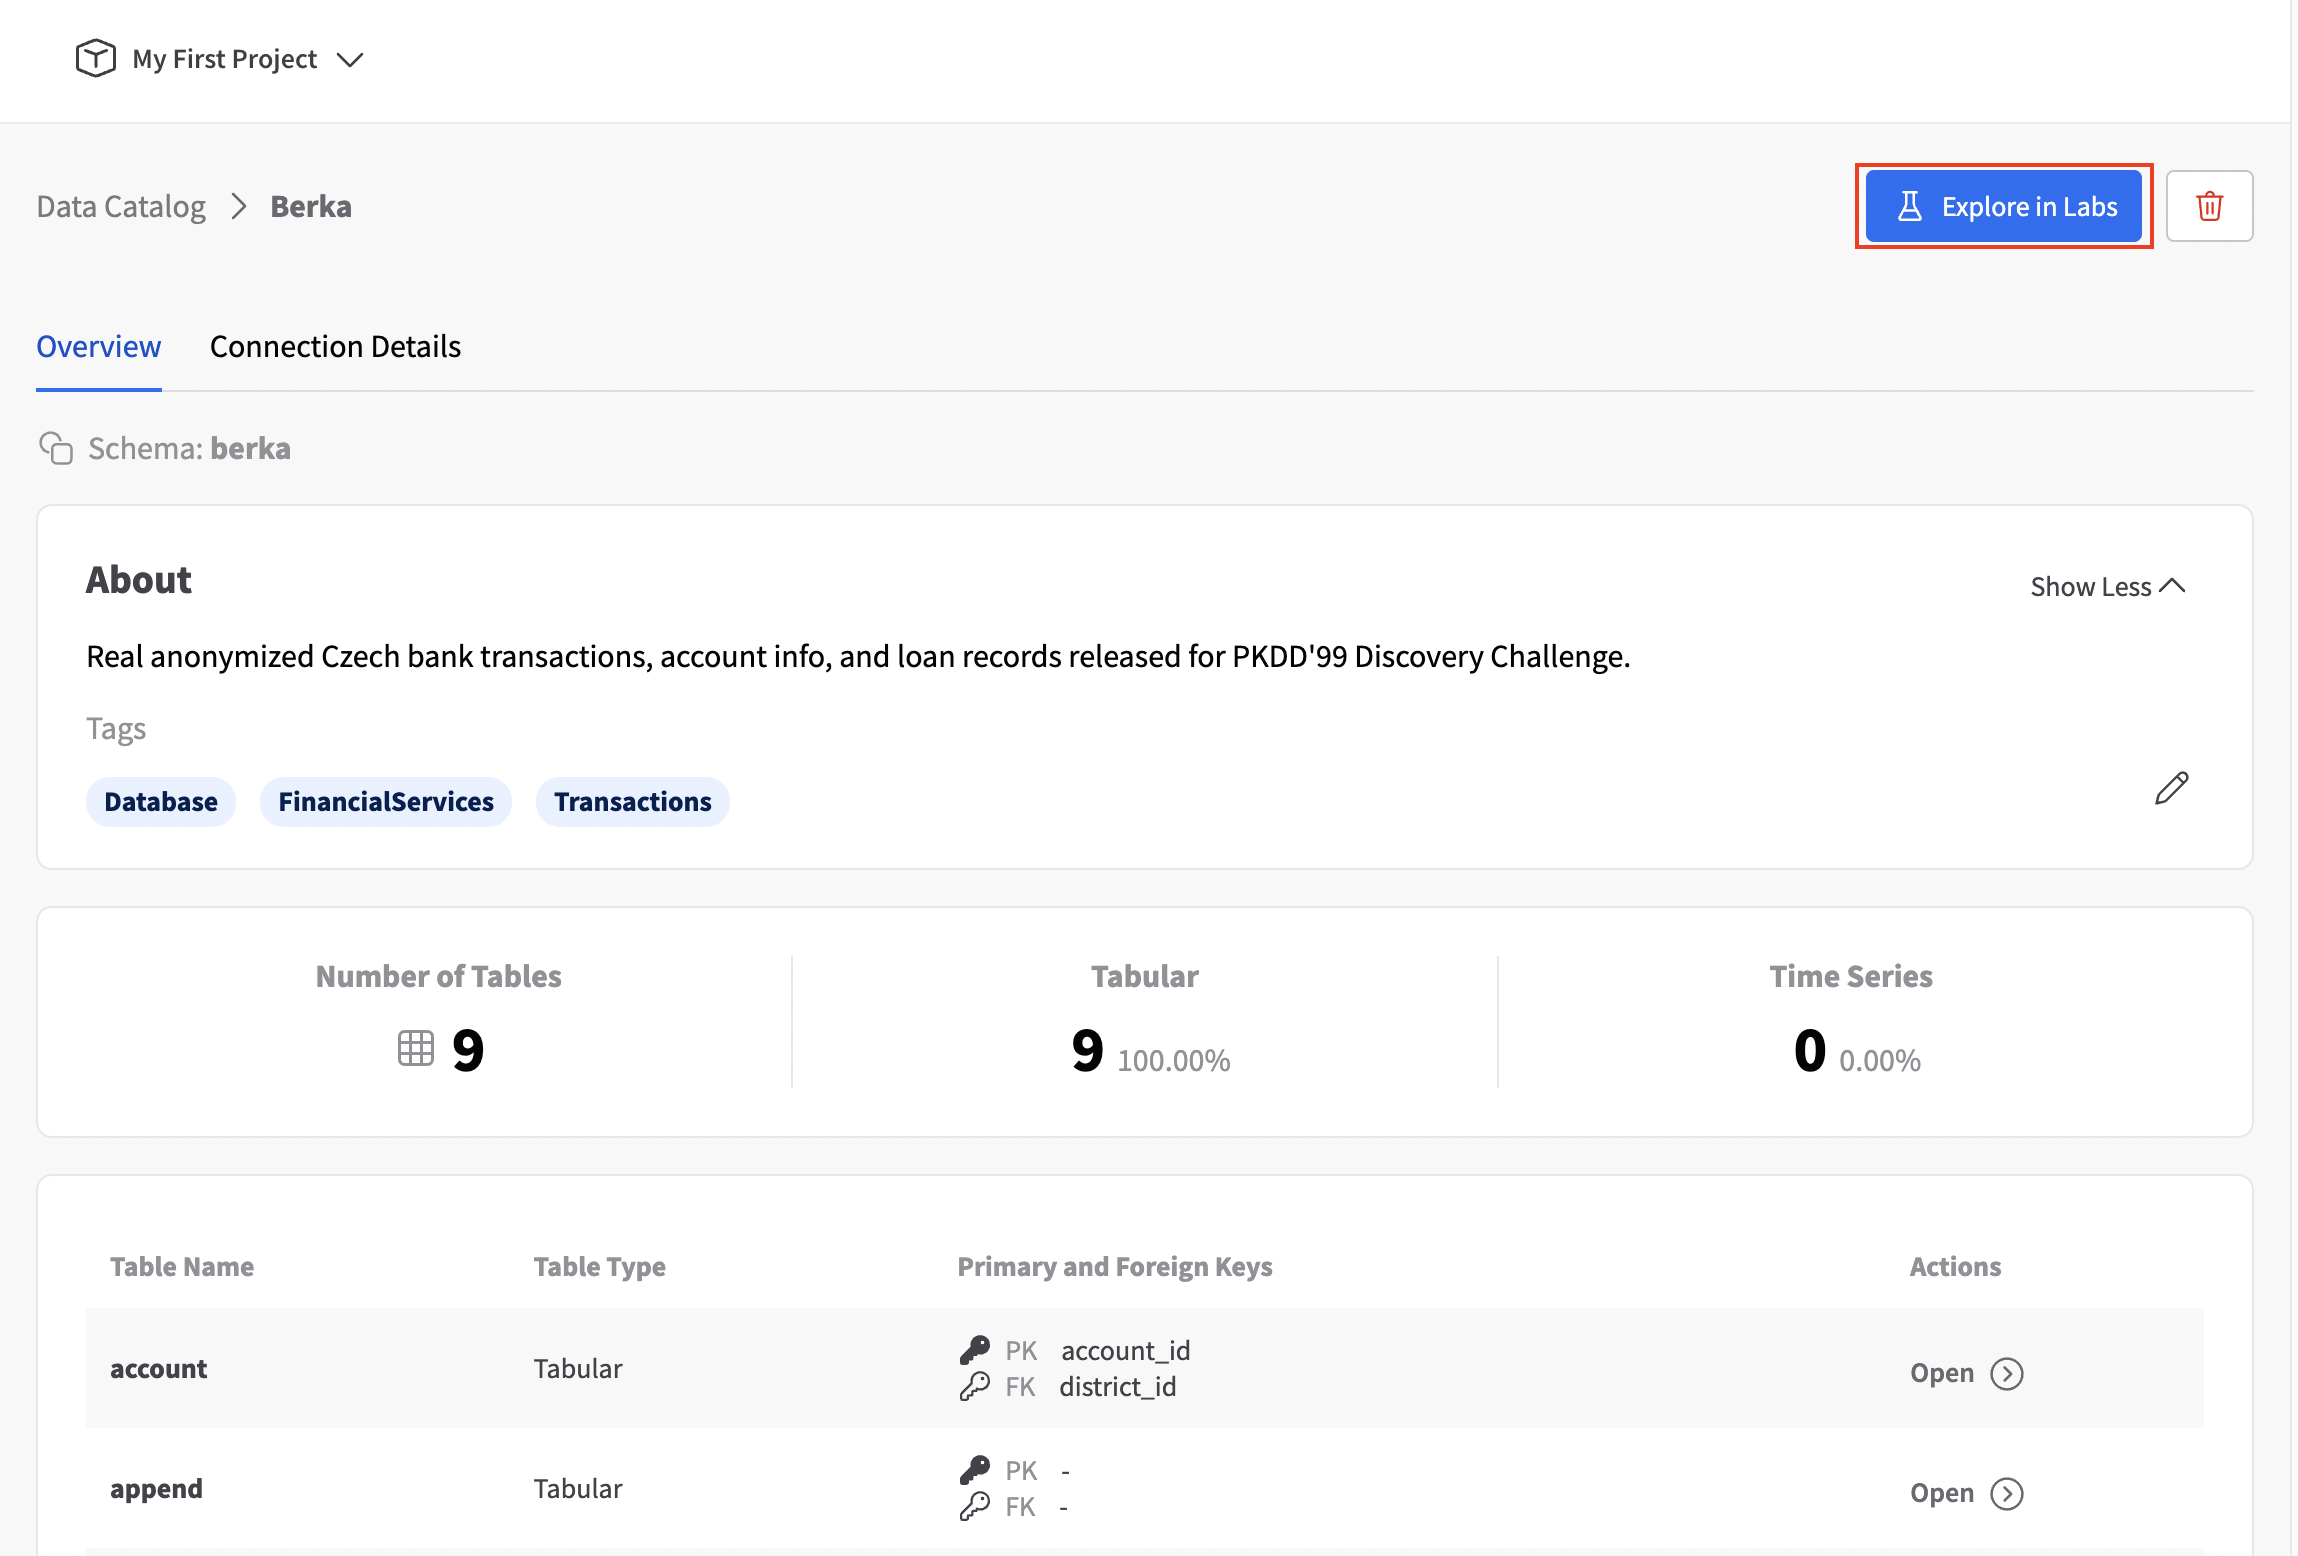 My First Project
Data Catalog Berka
Explore in Labs
Overview Connection Details
Schema: berka
About
Show Less
Real anonymized Czech bank transactions, account info, and loan records released for PKDD'99 Discovery Challenge.
Tags
Database FinancialServices Transactions
Number of Tables Tabular Time Series
9 9 100.00% 0 0.00%
Table Name Table Type Primary and Foreign Keys Actions
account Tabular PK account_id Open
FK district_id
append Tabular PK - Open
FK -